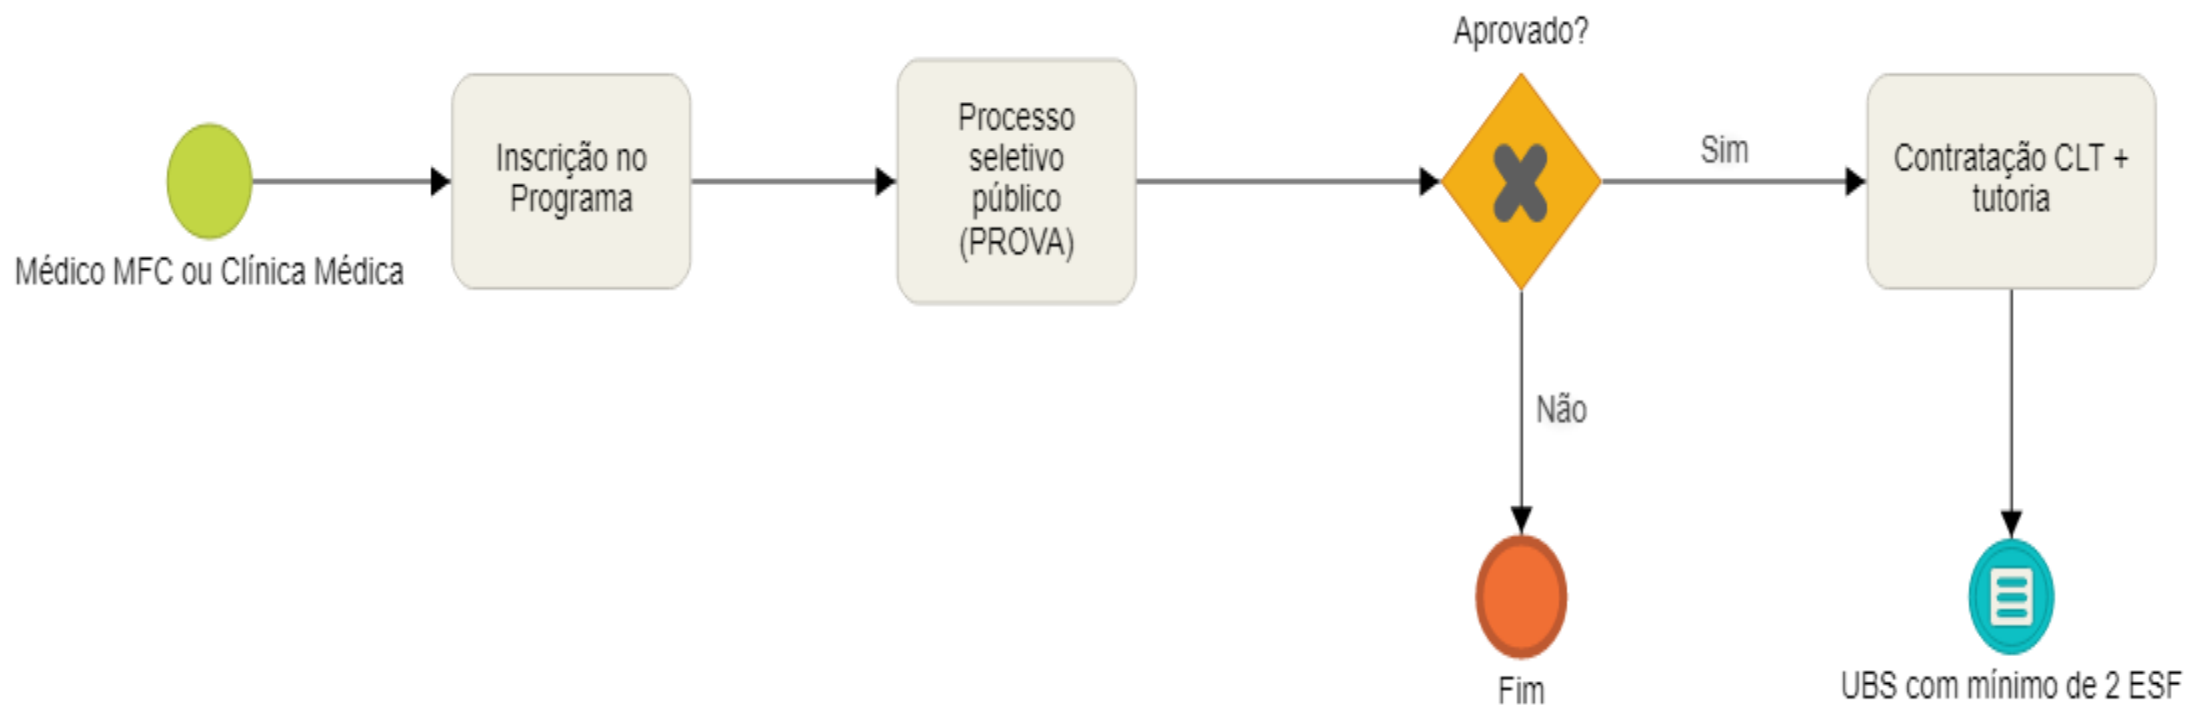 Aprovado?
Médico MFC ou Clínica Médica
Inscrição no
Programa
Processo
seletivo
público
(PROVA)
Sim
Contratação CLT +
tutoria
Não
Fim
UBS com mínimo de 2 ESF